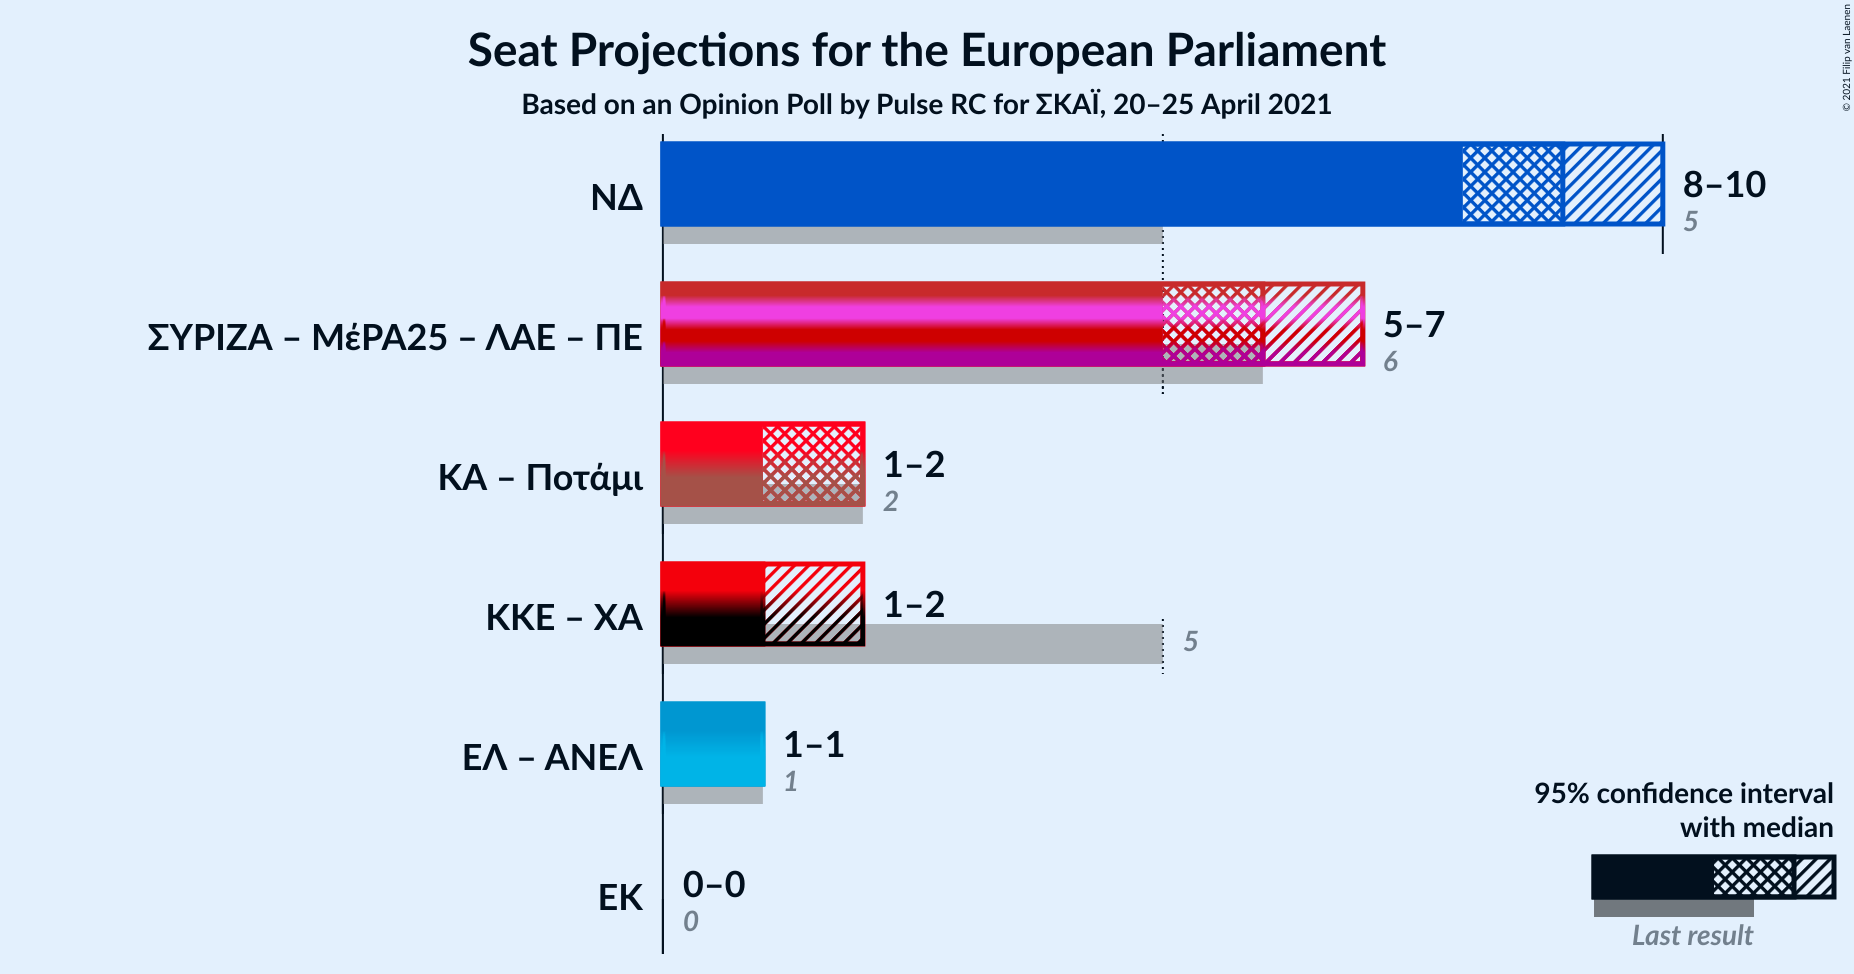 Seat Projections for the European Parliament
Based on an Opinion Poll by Pulse RC for ΣΚΑΪ, 20–25 April 2021
© 2021 Filip van Laenen
ΝΔ
8–10
5
ΣΥΡΙΖΑ – ΜέΡΑ25 – ΛΑΕ – ΠΕ
5–7
6
ΚΑ – Ποτάμι
1–2
2
ΚΚΕ – ΧΑ
1–2
5
ΕΛ – ΑΝΕΛ
1–1
1
ΕΚ
0–0
0
95% confidence interval
with median
Last result